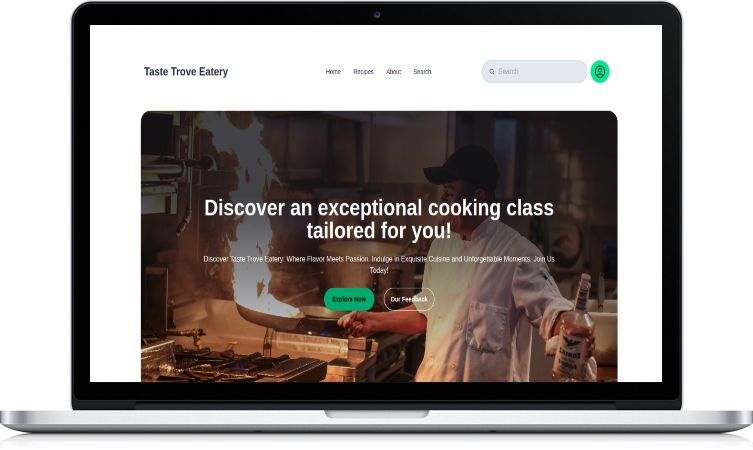 Taste Trove Eatery
Home Recipes About Search
Search
Discover an exceptional cooking class
tailored for you!
Discover Taste Trove Eatery: Where Flavor Meets Passion. Indulge in Exquisite Cuisine and Unforgettable Moments. Join Us
Today!
Explore Now Our Feedback